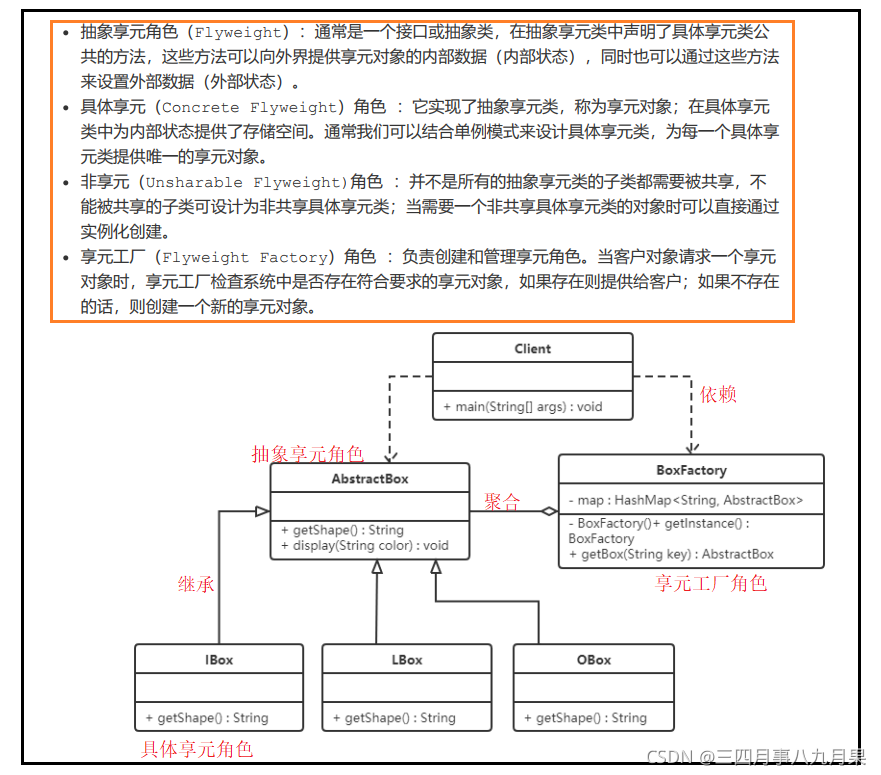 • 抽象享元角色（Flyweight）：通常是一个接口或抽象类，在抽象享元类中声明了具体享元类公
共的方法，这些方法可以向外界提供享元对象的内部数据（内部状态），同时也可以通过这些方法
来设置外部数据（外部状态）。
• 具体享元（Concrete Flyweight）角色 ：它实现了抽象享元类，称为享元对象；在具体享元
类中为内部状态提供了存储空间。通常我们可以结合单例模式来设计具体享元类，为每一个具体享
元类提供唯一的享元对象。
• 非享元（Unsharable Flyweight)角色 ：并不是所有的抽象享元类的子类都需要被共享，不
能被共享的子类可设计为非共享具体享元类；当需要一个非共享具体享元类的对象时可以直接通过
实例化创建。
• 享元工厂（Flyweight Factory）角色 ：负责创建和管理享元角色。当客户对象请求一个享元
对象时，享元工厂检查系统中是否存在符合要求的享元对象，如果存在则提供给客户；如果不存在
的话，则创建一个新的享元对象。
Client
+ main(String[] args) : void
依赖
抽象享元角色
AbstractBox
+ getShape() : String
+ display(String color) : void
聚合
BoxFactory
- map : HashMap<String, AbstractBox>
- BoxFactory()+ getInstance() :
BoxFactory
+ getBox(String key) : AbstractBox
享元工厂角色
继承
IBox
+ getShape() : String
LBox
+ getShape() : String
OBox
+ getShape() : String
具体享元角色
CSDN @三四月事八九月果